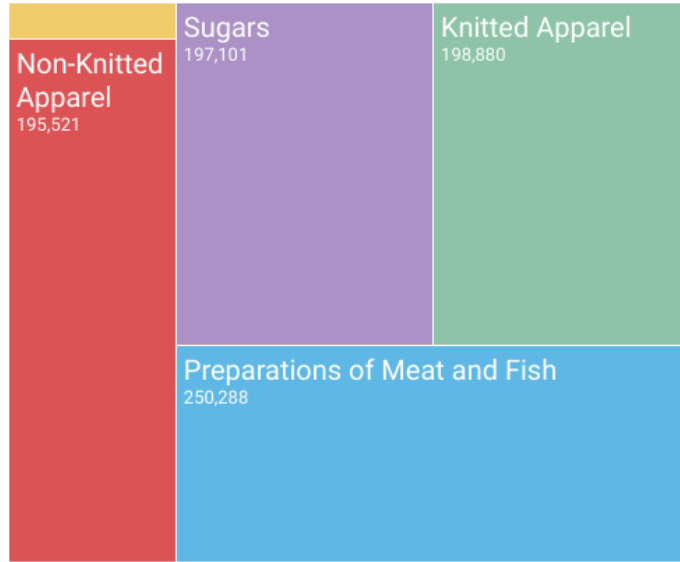 Non-Knitted
Apparel
195,521
Sugars
197,101
Knitted Apparel
198,880
Preparations of Meat and Fish
250,288